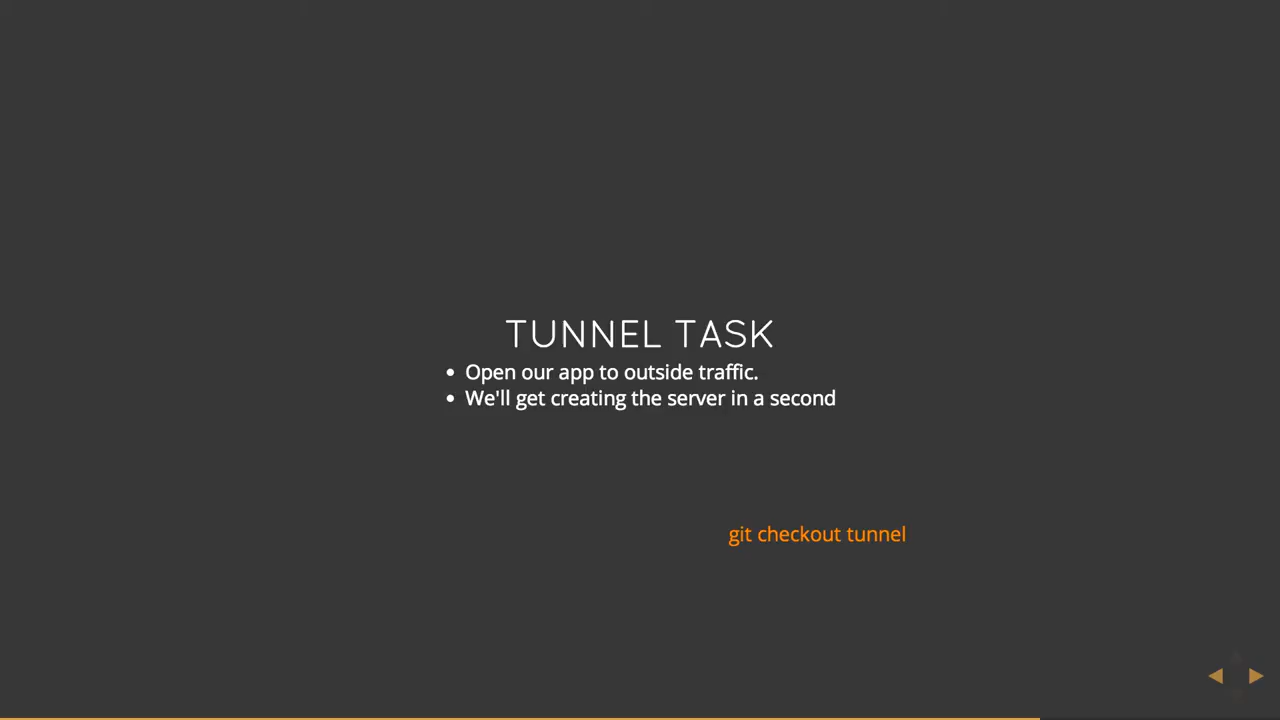 TUNNEL TASK
• Open our app to outside traffic.
• We'll get creating the server in a second
git checkout tunnel